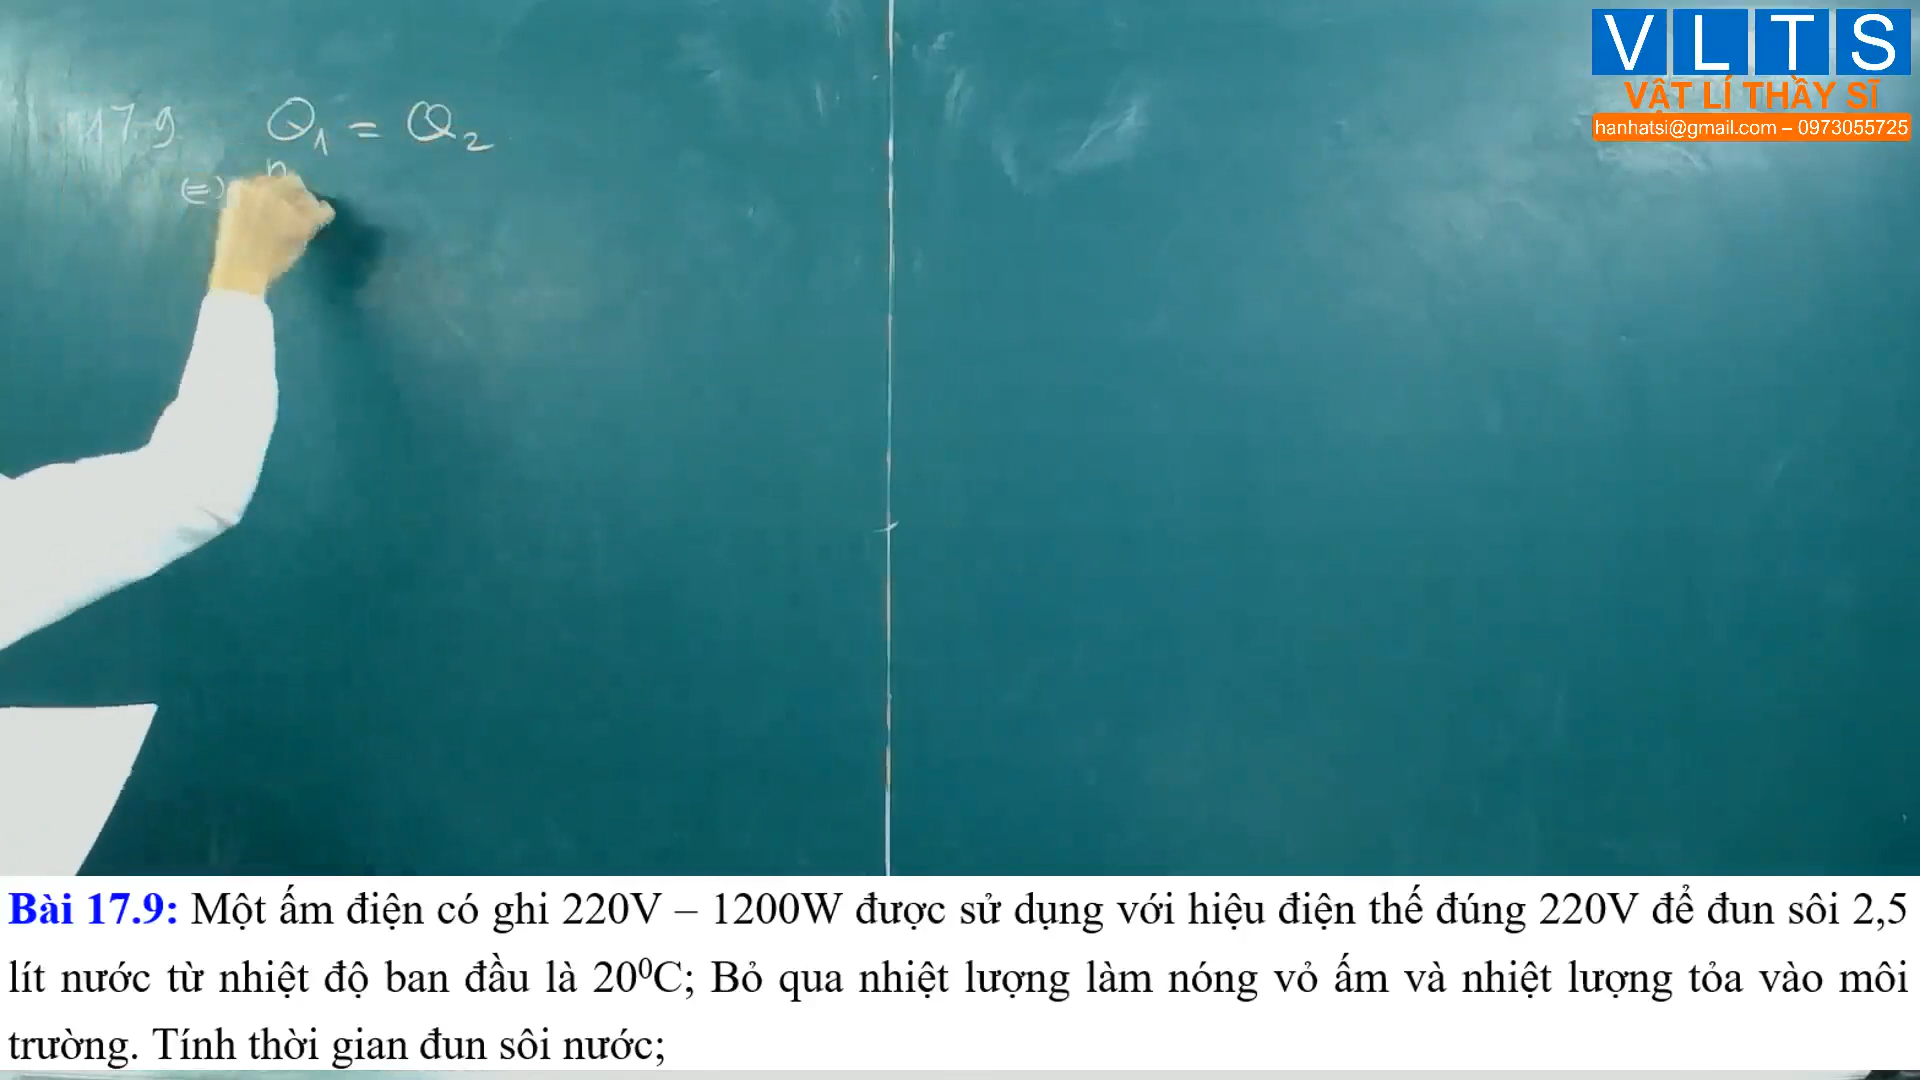 VLTS
VẬT LÍ THẦY SĨ
hanhatsi@gmail.com – 0973055725
17.9 Q₁ = Q₂
(=)
Bài 17.9: Một ấm điện có ghi 220V – 1200W được sử dụng với hiệu điện thế đúng 220V để đun sôi 2,5
lít nước từ nhiệt độ ban đầu là 20⁰C; Bỏ qua nhiệt lượng làm nóng vỏ ấm và nhiệt lượng tỏa vào môi
trường. Tính thời gian đun sôi nước;